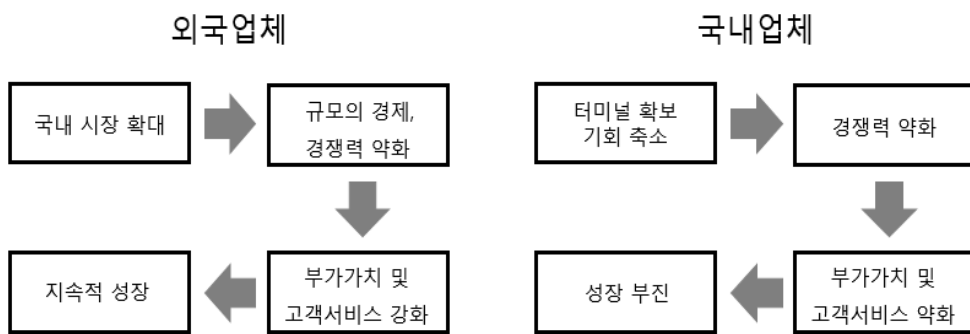 외국업체
국내 시장 확대
규모의 경제,
경쟁력 약화
부가가치 및
고객서비스 강화
지속적 성장
국내업체
터미널 확보
기회 축소
경쟁력 약화
부가가치 및
고객서비스 약화
성장 부진